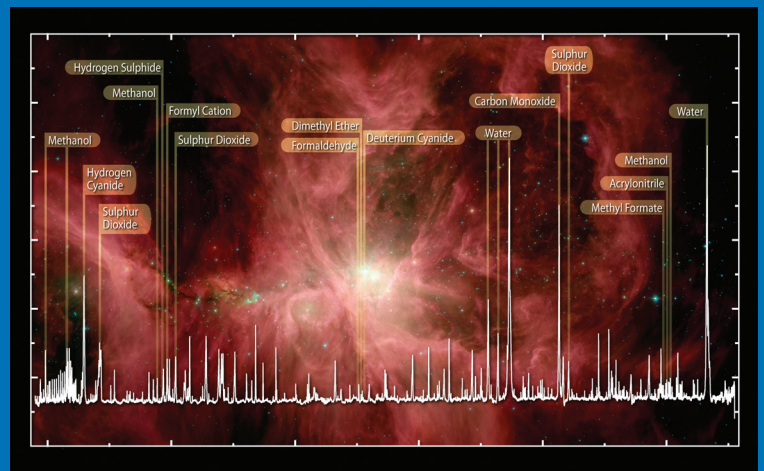 Sulphur
Dioxide
Hydrogen Sulphide
Methanol
Carbon Monoxide
Formyl Cation
Water
Dimethyl Ether
Methanol
Sulphur Dioxide
Formaldehyde
Deuterium Cyanide
Water
Methanol
Hydrogen
Cyanide
Acrylonitrile
Sulphur
Dioxide
Methyl Formate